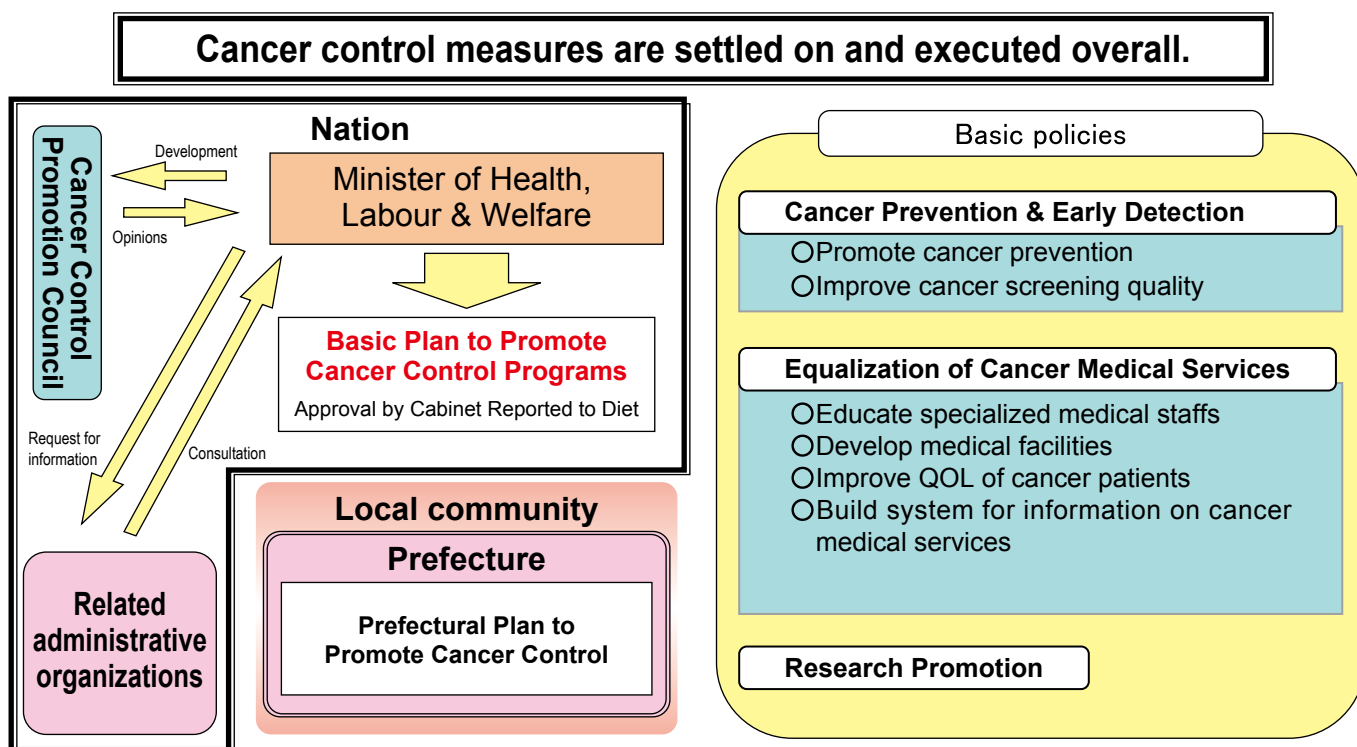 Cancer control measures are settled on and executed overall.
Nation
Cancer Control
Promotion Council
Development
Opinions
Minister of Health,
Labour & Welfare
Basic Plan to Promote
Cancer Control Programs
Approval by Cabinet Reported to Diet
Request for
information
Consultation
Related
administrative
organizations
Local community
Prefecture
Prefectural Plan to
Promote Cancer Control
Basic policies
Cancer Prevention & Early Detection
○Promote cancer prevention
○Improve cancer screening quality
Equalization of Cancer Medical Services
○Educate specialized medical staffs
○Develop medical facilities
○Improve QOL of cancer patients
○Build system for information on cancer
medical services
Research Promotion